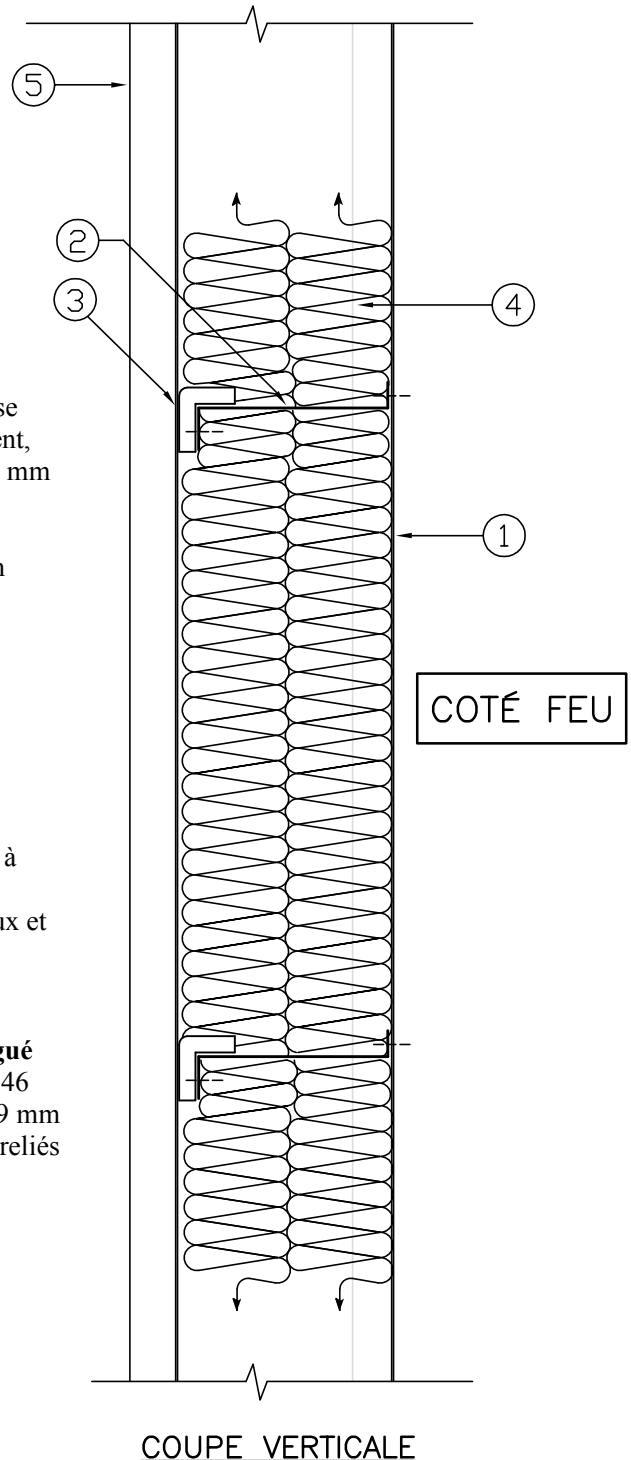 5
2
3
4
se
ent,
mm
1
n
COTÉ FEU
à
ux et
gué
46
9 mm
reliés
COUPE VERTICALE